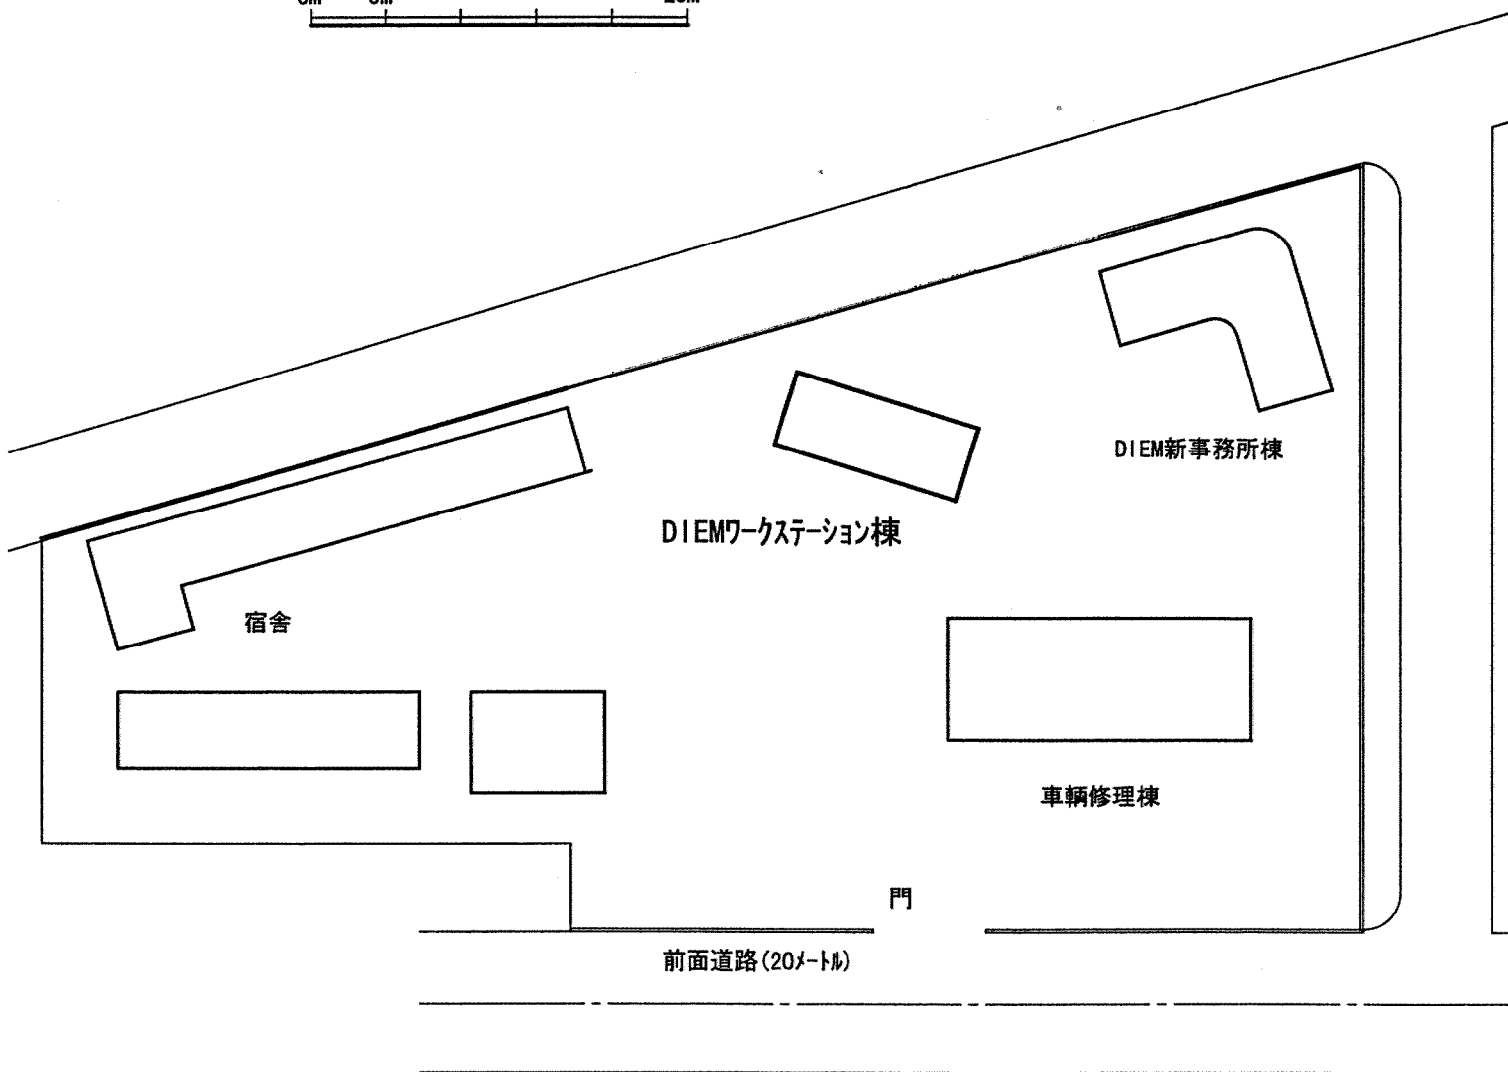 DIEM新事務所棟
DIEMワークステーション棟
宿舎
車輌修理棟
門
前面道路(20メートル)